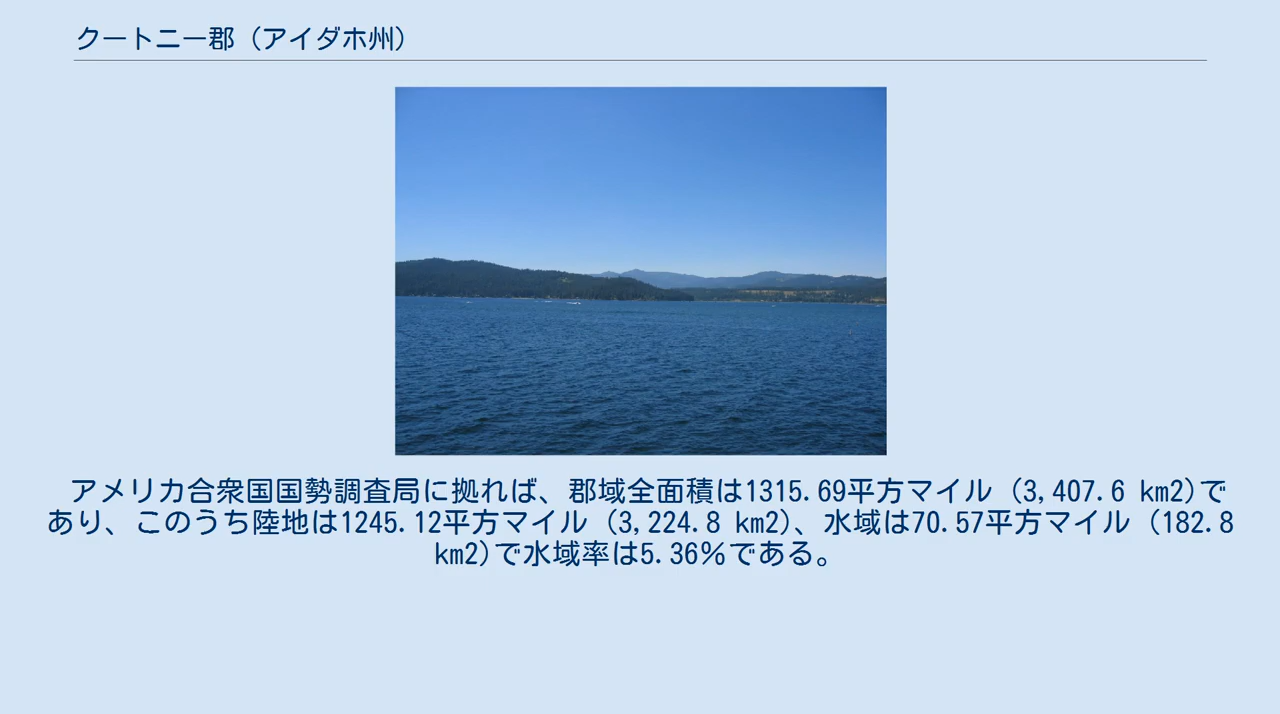 クートニー郡 (アイダホ州)
アメリカ合衆国国勢調査局に拠れば、郡域全面積は1315.69平方マイル (3,407.6 km2)で
あり、このうち陸地は1245.12平方マイル (3,224.8 km2)、水域は70.57平方マイル (182.8
km2)で水域率は5.36%である。